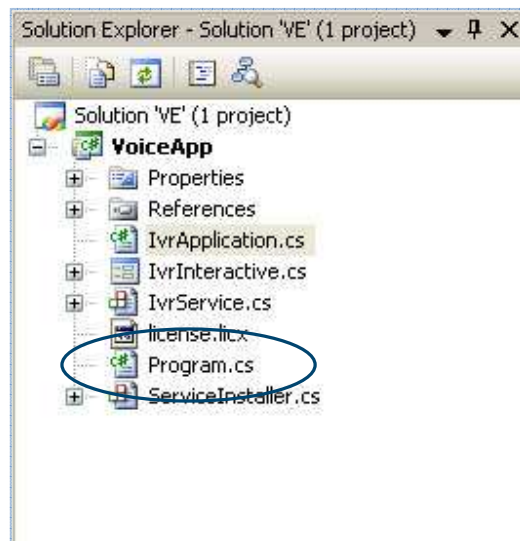 Solution Explorer - Solution 'VE' (1 project)
Solution 'VE' (1 project)
VoiceApp
Properties
References
IvrApplication.cs
IvrInteractive.cs
IvrService.cs
license.licx
Program.cs
ServiceInstaller.cs